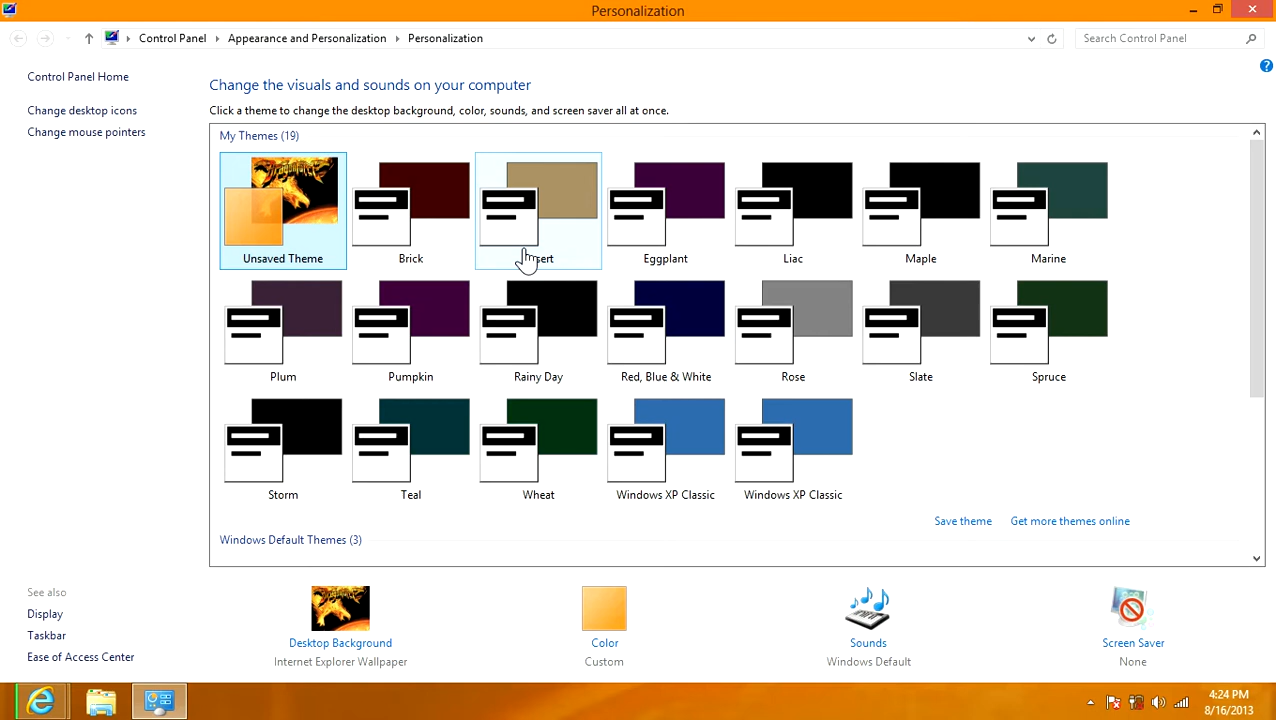 Personalization
Control Panel Appearance and Personalization Personalization
Search Control Panel
Control Panel Home
Change desktop icons
Change mouse pointers
Change the visuals and sounds on your computer
Click a theme to change the desktop background, color, sounds, and screen saver all at once.
My Themes (19)
Unsaved Theme Brick Eggplant Liac Maple Marine
Plum Pumpkin Rainy Day Red, Blue & White Rose Slate Spruce
Storm Teal Wheat Windows XP Classic Windows XP Classic
Save theme Get more themes online
Windows Default Themes (3)
See also
Display
Taskbar
Ease of Access Center
Desktop Background
Internet Explorer Wallpaper
Color
Custom
Sounds
Windows Default
Screen Saver
None
4:24 PM
8/16/2013